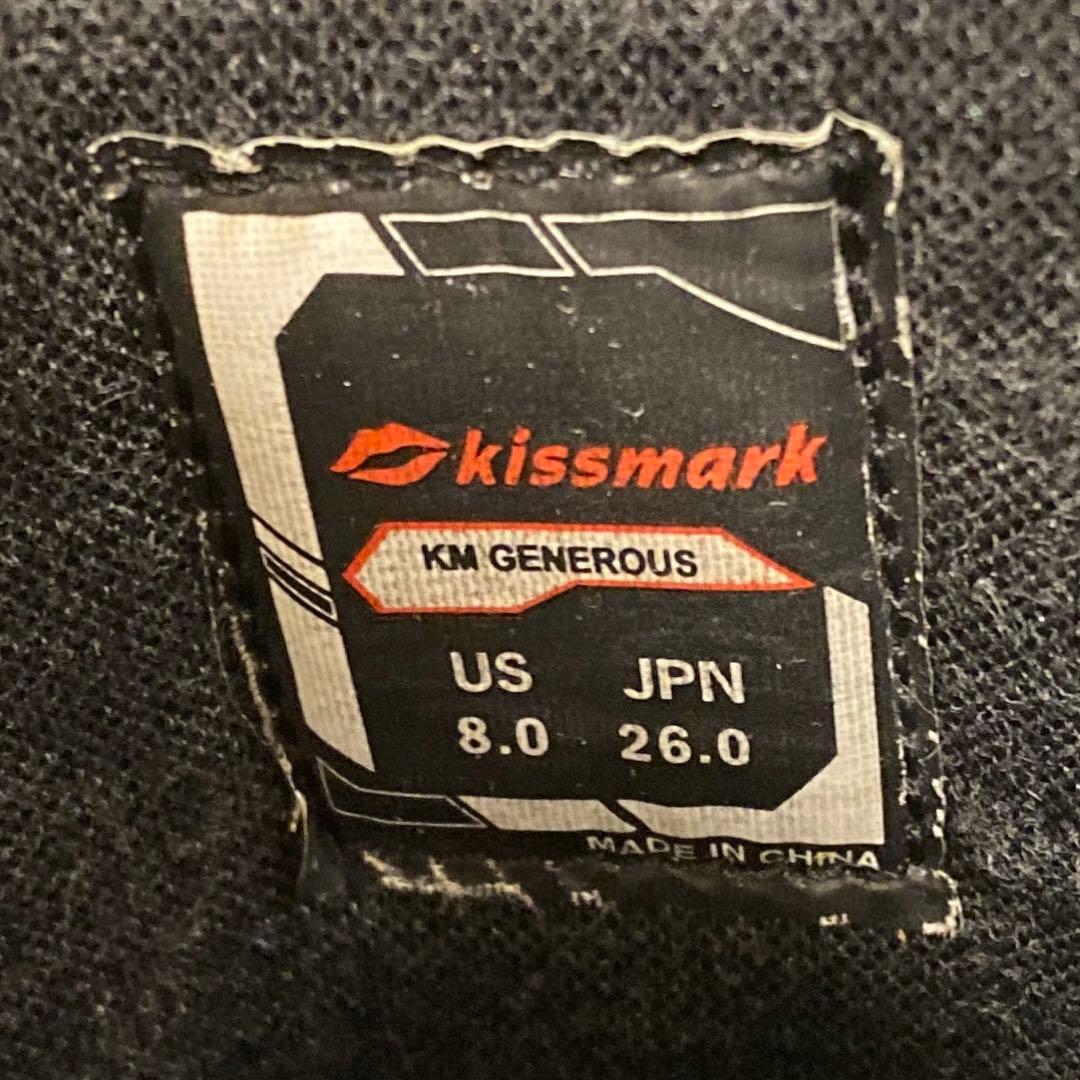 kissmark
KM GENEROUS
US JPN
8.0 26.0
MADE IN CHINA